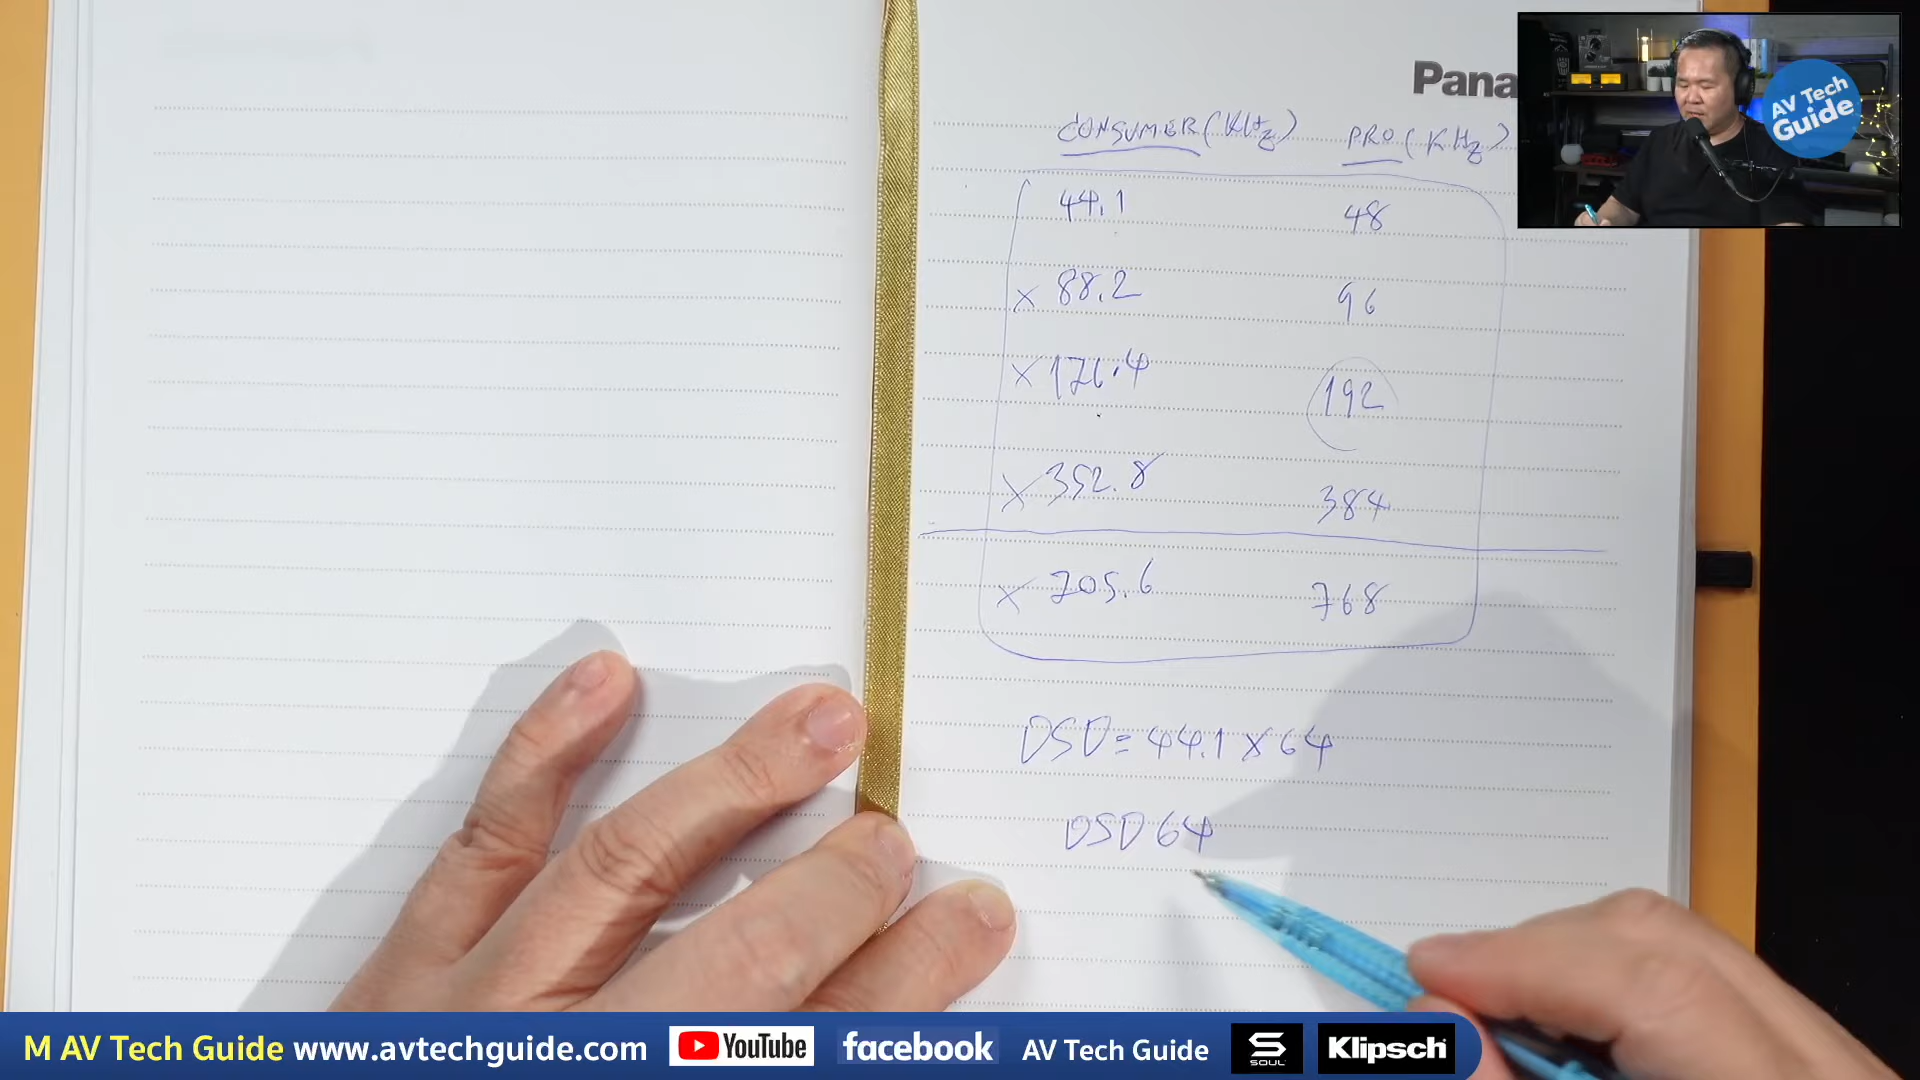 Pana
AV Tech
Guide
CONSUMER (KHz) PRO (KHz)
44.1 48
x 88.2 96
x 176.4 192
x 352.8 384
x 705.6 768
DSD = 44.1 x 64
DSD 64
M AV Tech Guide www.avtechguide.com YouTube facebook AV Tech Guide SOUL Klipsch